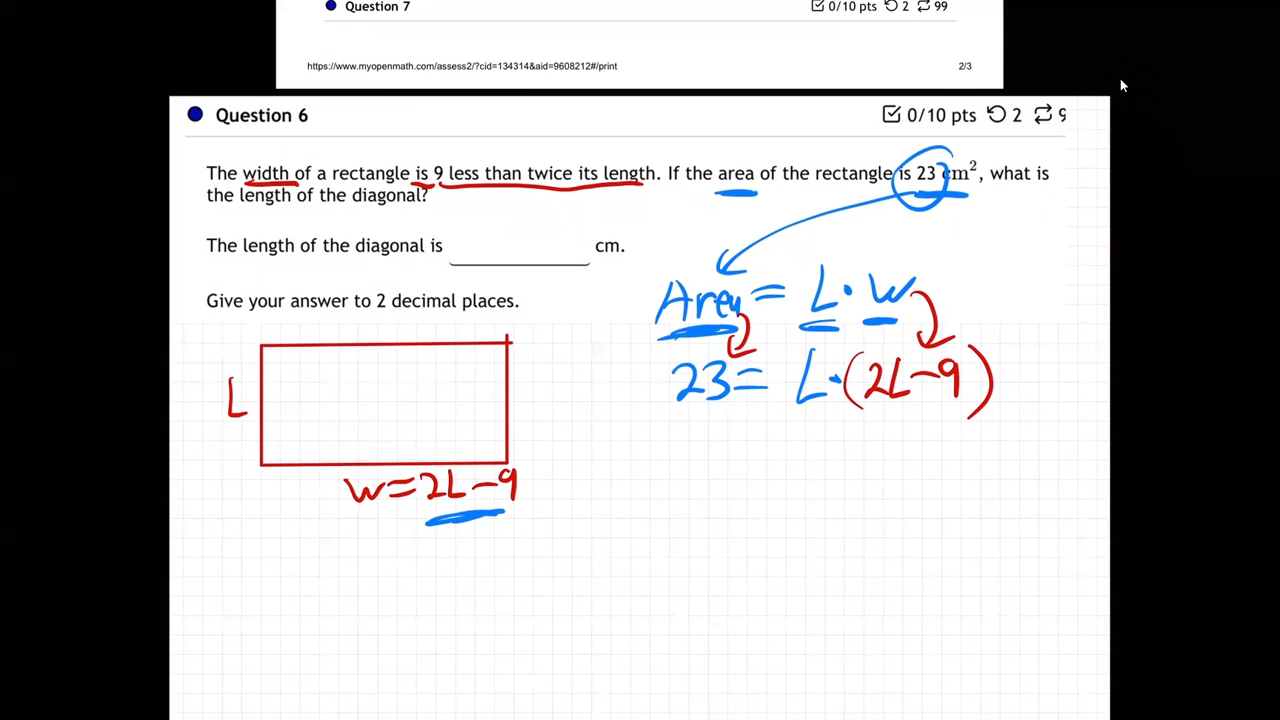 Question 7
0/10 pts 2 99
https://www.myopenmath.com/assess2/?cid=134314&aid=9608212#/print
2/3
Question 6
0/10 pts 2 9
The width of a rectangle is 9 less than twice its length. If the area of the rectangle is 23 cm², what is
the length of the diagonal?
The length of the diagonal is ____________ cm.
Give your answer to 2 decimal places.
Area = L · W
23 = L · (2L - 9)
L
W = 2L - 9